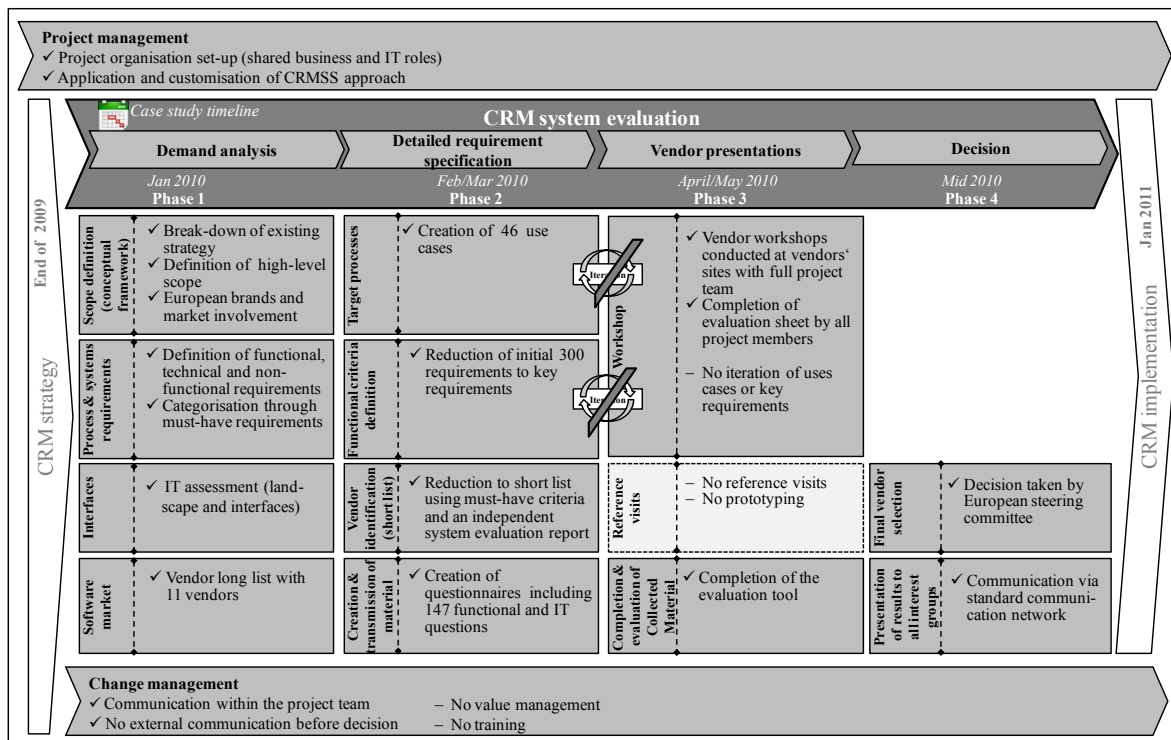 Project management
✓ Project organisation set-up (shared business and IT roles)
✓ Application and customisation of CRMSS approach
Case study timeline
CRM system evaluation
Demand analysis
Detailed requirement
specification
Vendor presentations
Decision
Jan 2010
Phase 1
Feb/Mar 2010
Phase 2
April/May 2010
Phase 3
Mid 2010
Phase 4
End of 2009
CRM strategy
Scope definition
(conceptual
framework)
✓ Break-down of existing
strategy
✓ Definition of high-level
scope
✓ European brands and
market involvement
Target processes
✓ Creation of 46 use
cases
Iteration
Workshop
✓ Vendor workshops
conducted at vendors‘
sites with full project
team
✓ Completion of
evaluation sheet by all
project members
– No iteration of uses
cases or key
requirements
Process & systems
requirements
✓ Definition of functional,
technical and non-
functional requirements
✓ Categorisation through
must-have requirements
Functional criteria
definition
✓ Reduction of initial 300
requirements to key
requirements
Iteration
Interfaces
✓ IT assessment (land-
scape and interfaces)
Vendor
identification
(short list)
✓ Reduction to short list
using must-have criteria
and an independent
system evaluation report
Reference
visits
– No reference visits
– No prototyping
Final vendor
selection
✓ Decision taken by
European steering
committee
Software
market
✓ Vendor long list with
11 vendors
Creation &
transmission of
material
✓ Creation of
questionnaires including
147 functional and IT
questions
Completion &
evaluation of
Collected
Material
✓ Completion of the
evaluation tool
Presentation
of results to
all interest
groups
✓ Communication via
standard communi-
cation network
Jan 2011
CRM implementation
Change management
✓ Communication within the project team
– No value management
✓ No external communication before decision
– No training